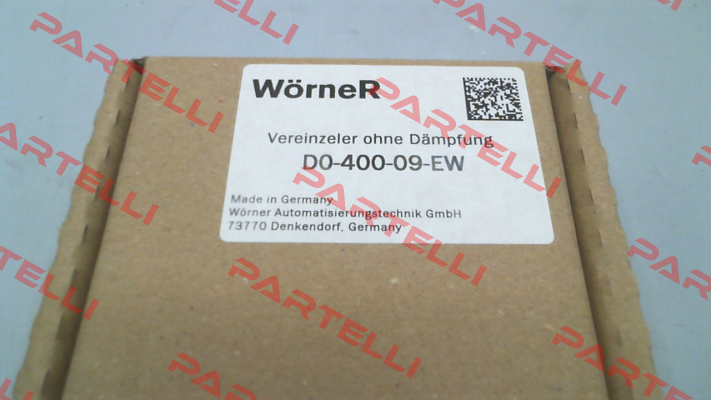 WörneR
Vereinzeler ohne Dämpfung
D0-400-09-EW
Made in Germany
Wörner Automatisierungstechnik GmbH
73770 Denkendorf, Germany
PARTELLI
PARTELLI
PARTELLI
PARTELLI
PARTELLI
PARTELLI